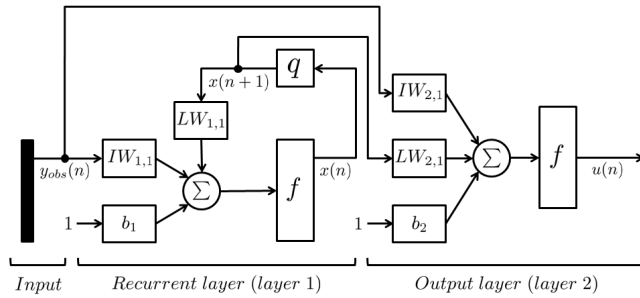 x(n+1)
q
IW2,1
LW1,1
yobs(n)
IW1,1
∑
f
x(n)
LW2,1
∑
f
u(n)
1
b1
1
b2
Input
Recurrent layer (layer 1)
Output layer (layer 2)